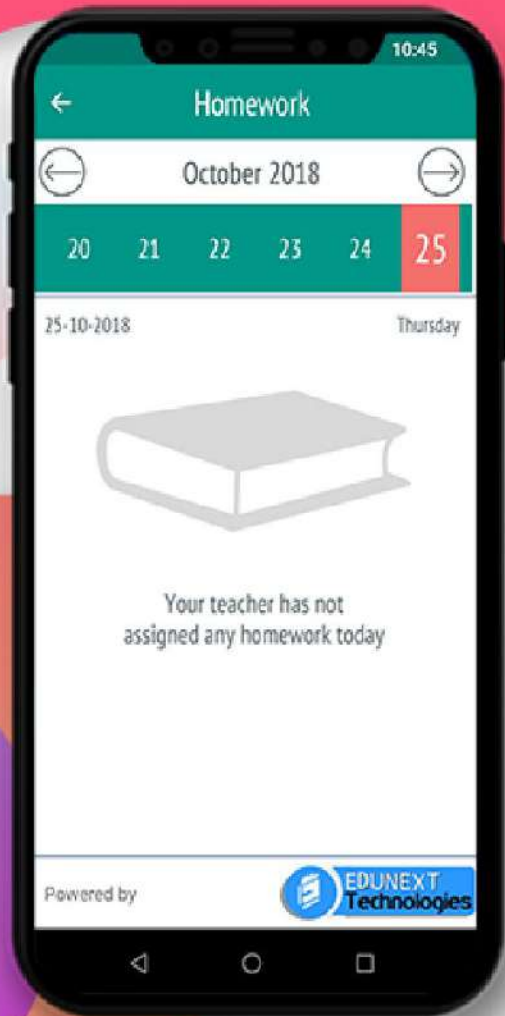 10:45
Homework
October 2018
20 21 22 23 24 25
25-10-2018 Thursday
Your teacher has not
assigned any homework today
Powered by
EDUNEXT
Technologies